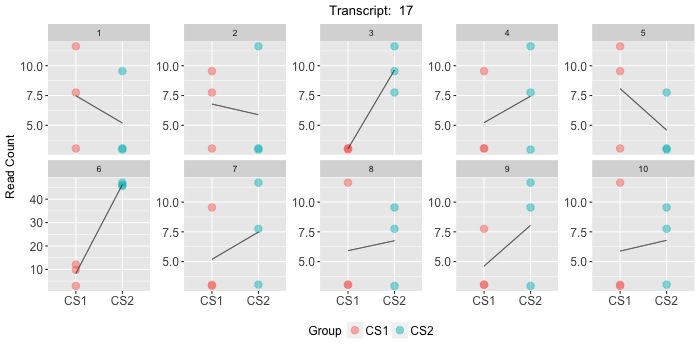 Transcript: 17
1 2 3 4 5
10.0 10.0 10.0 10.0 10.0
7.5 7.5 7.5 7.5 7.5
5.0 5.0 5.0 5.0 5.0
Read Count
6 7 8 9 10
40 10.0 10.0 10.0 10.0
30 7.5 7.5 7.5 7.5
20 5.0 5.0 5.0 5.0
10
CS1 CS2 CS1 CS2 CS1 CS2 CS1 CS2 CS1 CS2
Group CS1 CS2